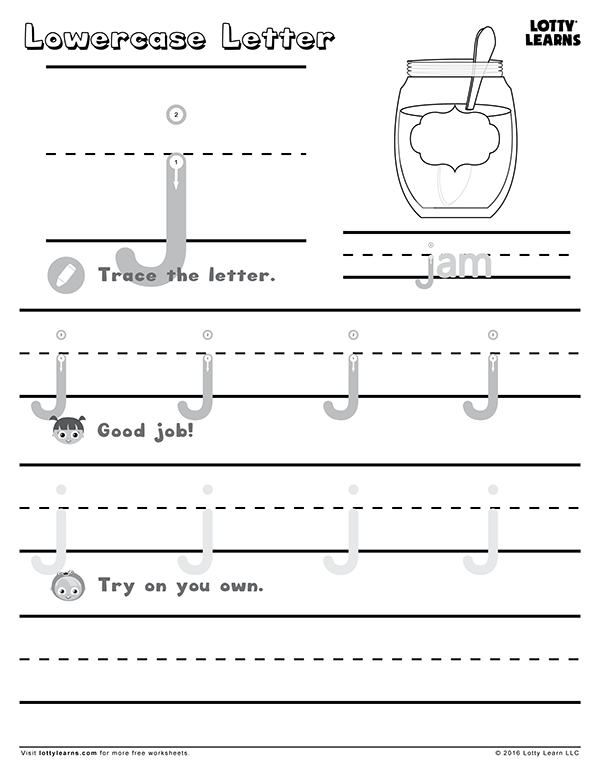 Lowercase Letter
LOTTY
LEARNS
2
1
j
jam
Trace the letter.
j j j j
Good job!
j j j j
Try on you own.
Visit lottylearns.com for more free worksheets.
© 2016 Lotty Learn LLC